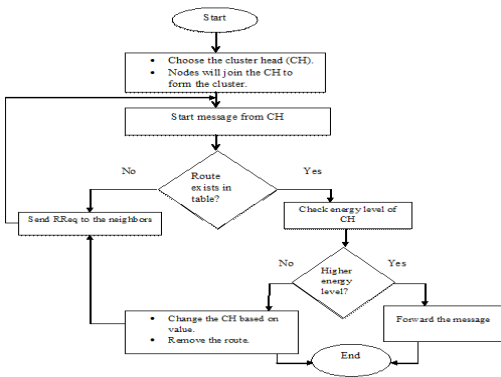 Start
• Choose the cluster head (CH).
• Nodes will join the CH to
form the cluster.
Start message from CH
No
Route
exists in
table?
Yes
Send RReq to the neighbors
Check energy level of
CH
No
Higher
energy
level?
Yes
• Change the CH based on
value.
• Remove the route.
Forward the message
End